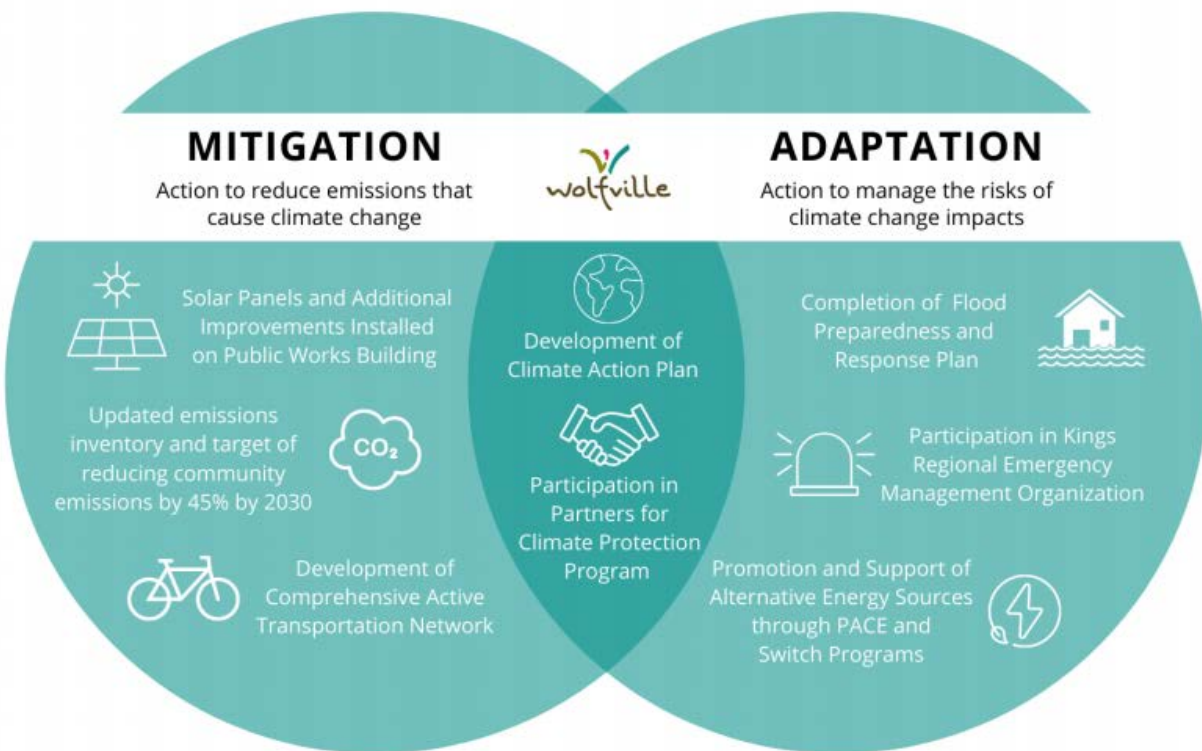 MITIGATION
Action to reduce emissions that
cause climate change
wolfville
ADAPTATION
Action to manage the risks of
climate change impacts
Solar Panels and Additional
Improvements Installed
on Public Works Building
Updated emissions
inventory and target of
reducing community
emissions by 45% by 2030
CO₂
Development of
Comprehensive Active
Transportation Network
Development of
Climate Action Plan
Participation in
Partners for
Climate Protection
Program
Completion of Flood
Preparedness and
Response Plan
Participation in Kings
Regional Emergency
Management Organization
Promotion and Support of
Alternative Energy Sources
through PACE and
Switch Programs